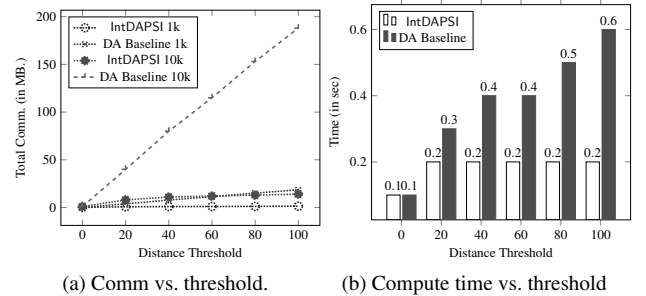 200
150
100
50
0
Total Comm. (in MB.)
IntDAPSI 1k
DA Baseline 1k
IntDAPSI 10k
DA Baseline 10k
0 20 40 60 80 100
Distance Threshold
(a) Comm vs. threshold.
0.6
0.4
0.2
Time (in sec)
IntDAPSI
DA Baseline
0.1 0.1 0.2 0.3 0.2 0.4 0.2 0.4 0.2 0.5 0.2 0.6
0 20 40 60 80 100
Distance Threshold
(b) Compute time vs. threshold